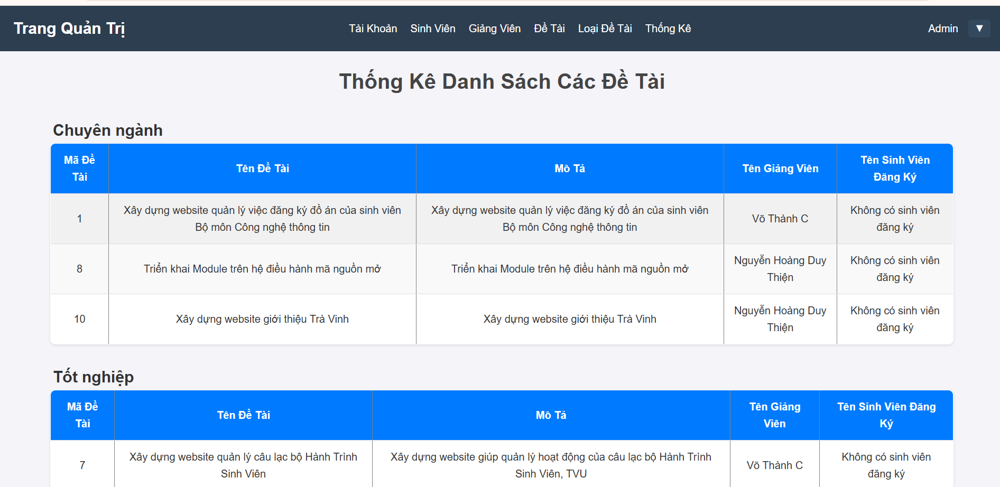 Trang Quản Trị
Tài Khoản Sinh Viên Giảng Viên Đề Tài Loại Đề Tài Thống Kê
Admin ▼
Thống Kê Danh Sách Các Đề Tài
Chuyên ngành
Mã Đề
Tài
Tên Đề Tài
Mô Tả
Tên Giảng Viên
Tên Sinh Viên
Đăng Ký
1
Xây dựng website quản lý việc đăng ký đồ án của sinh viên
Bộ môn Công nghệ thông tin
Xây dựng website quản lý việc đăng ký đồ án của sinh viên
Bộ môn Công nghệ thông tin
Võ Thành C
Không có sinh viên
đăng ký
8
Triển khai Module trên hệ điều hành mã nguồn mở
Triển khai Module trên hệ điều hành mã nguồn mở
Nguyễn Hoàng Duy
Thiện
Không có sinh viên
đăng ký
10
Xây dựng website giới thiệu Trà Vinh
Xây dựng website giới thiệu Trà Vinh
Nguyễn Hoàng Duy
Thiện
Không có sinh viên
đăng ký
Tốt nghiệp
Mã Đề
Tài
Tên Đề Tài
Mô Tả
Tên Giảng
Viên
Tên Sinh Viên Đăng
Ký
7
Xây dựng website quản lý câu lạc bộ Hành Trình
Sinh Viên
Xây dựng website giúp quản lý hoạt động của câu lạc bộ Hành Trình
Sinh Viên, TVU
Võ Thành C
Không có sinh viên
đăng ký